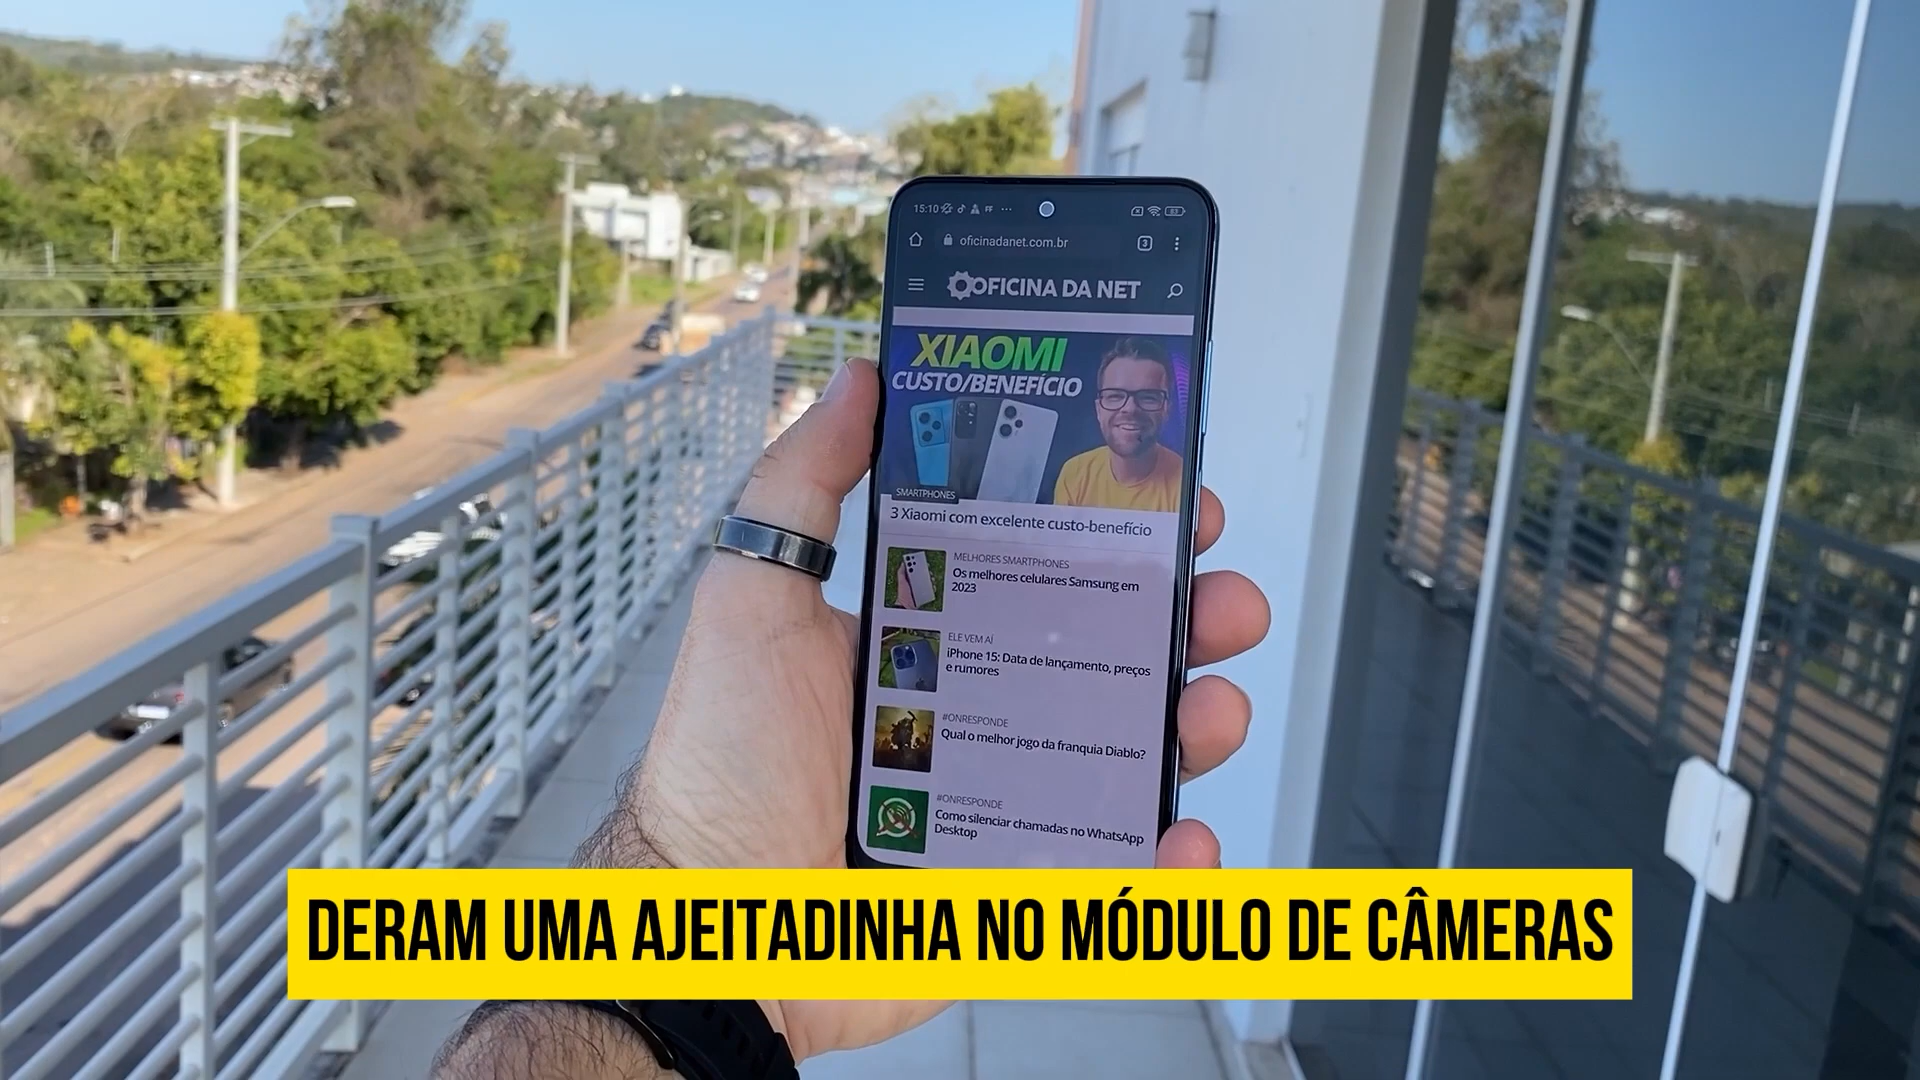 15:10
83
oficinadanet.com.br
3
OFICINA DA NET
XIAOMI
CUSTO/BENEFÍCIO
SMARTPHONES
3 Xiaomi com excelente custo-benefício
MELHORES SMARTPHONES
Os melhores celulares Samsung em
2023
ELE VEM AÍ
iPhone 15: Data de lançamento, preços
e rumores
#ONRESPONDE
Qual o melhor jogo da franquia Diablo?
#ONRESPONDE
Como silenciar chamadas no WhatsApp
Desktop
DERAM UMA AJEITADINHA NO MÓDULO DE CÂMERAS